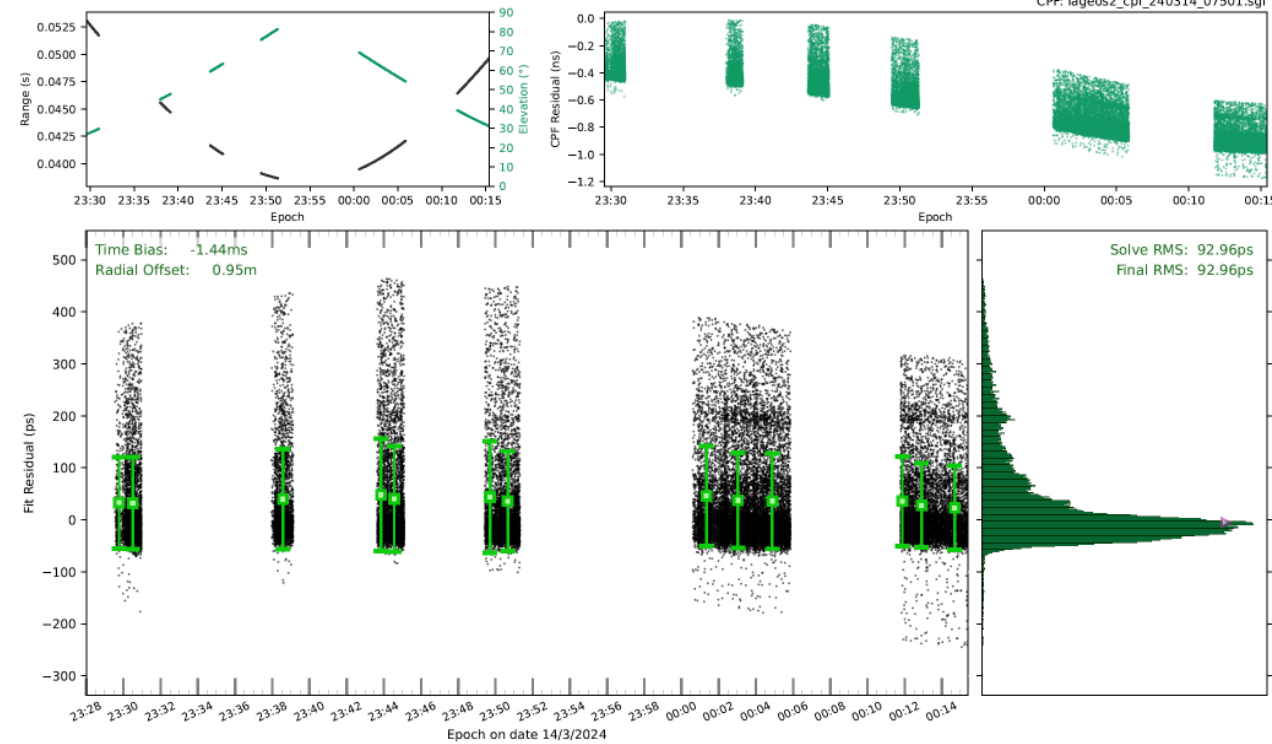 CPF: lageos2_cpf_240314_07501.sgf
0.0525
0.0500
0.0475
0.0450
0.0425
0.0400
Range (s)
90
80
70
60
50
40
30
20
10
0
Elevation (°)
23:30 23:35 23:40 23:45 23:50 23:55 00:00 00:05 00:10 00:15
Epoch
0.0
−0.2
−0.4
−0.6
−0.8
−1.0
−1.2
CPF Residual (ns)
23:30 23:35 23:40 23:45 23:50 23:55 00:00 00:05 00:10 00:15
Epoch
Time Bias: -1.44ms
Radial Offset: 0.95m
500
400
300
200
100
0
−100
−200
−300
Fit Residual (ps)
23:28 23:30 23:32 23:34 23:36 23:38 23:40 23:42 23:44 23:46 23:48 23:50 23:52 23:54 23:56 23:58 00:00 00:02 00:04 00:06 00:08 00:10 00:12 00:14
Epoch on date 14/3/2024
Solve RMS: 92.96ps
Final RMS: 92.96ps